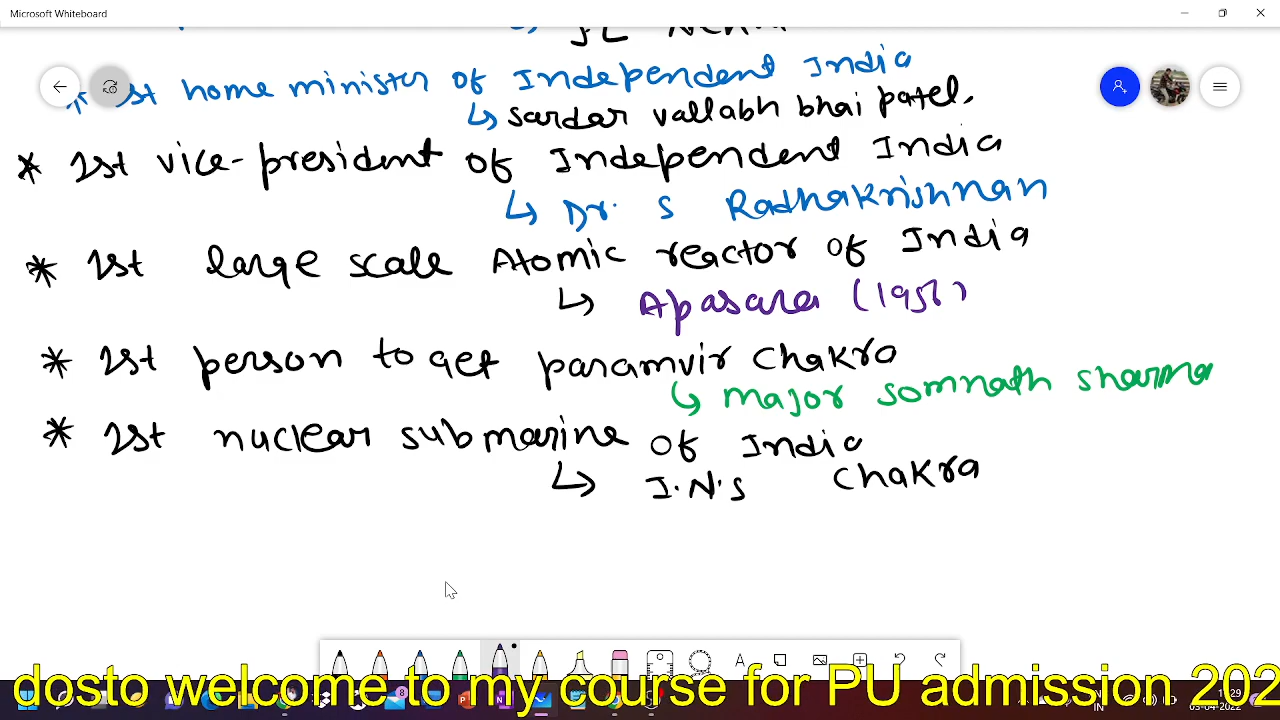 Microsoft Whiteboard
* 1st home minister of Independent India
↳ Sardar vallabh bhai patel.
* 1st vice-president of Independent India
↳ Dr. S Radhakrishnan
* 1st large scale Atomic reactor of India
↳ Apasara (1956)
* 1st person to get paramvir Chakra
↳ major somnath sharma
* 1st nuclear submarine of India
↳ I.N.S Chakra
dosto welcome to my course for PU admission 202